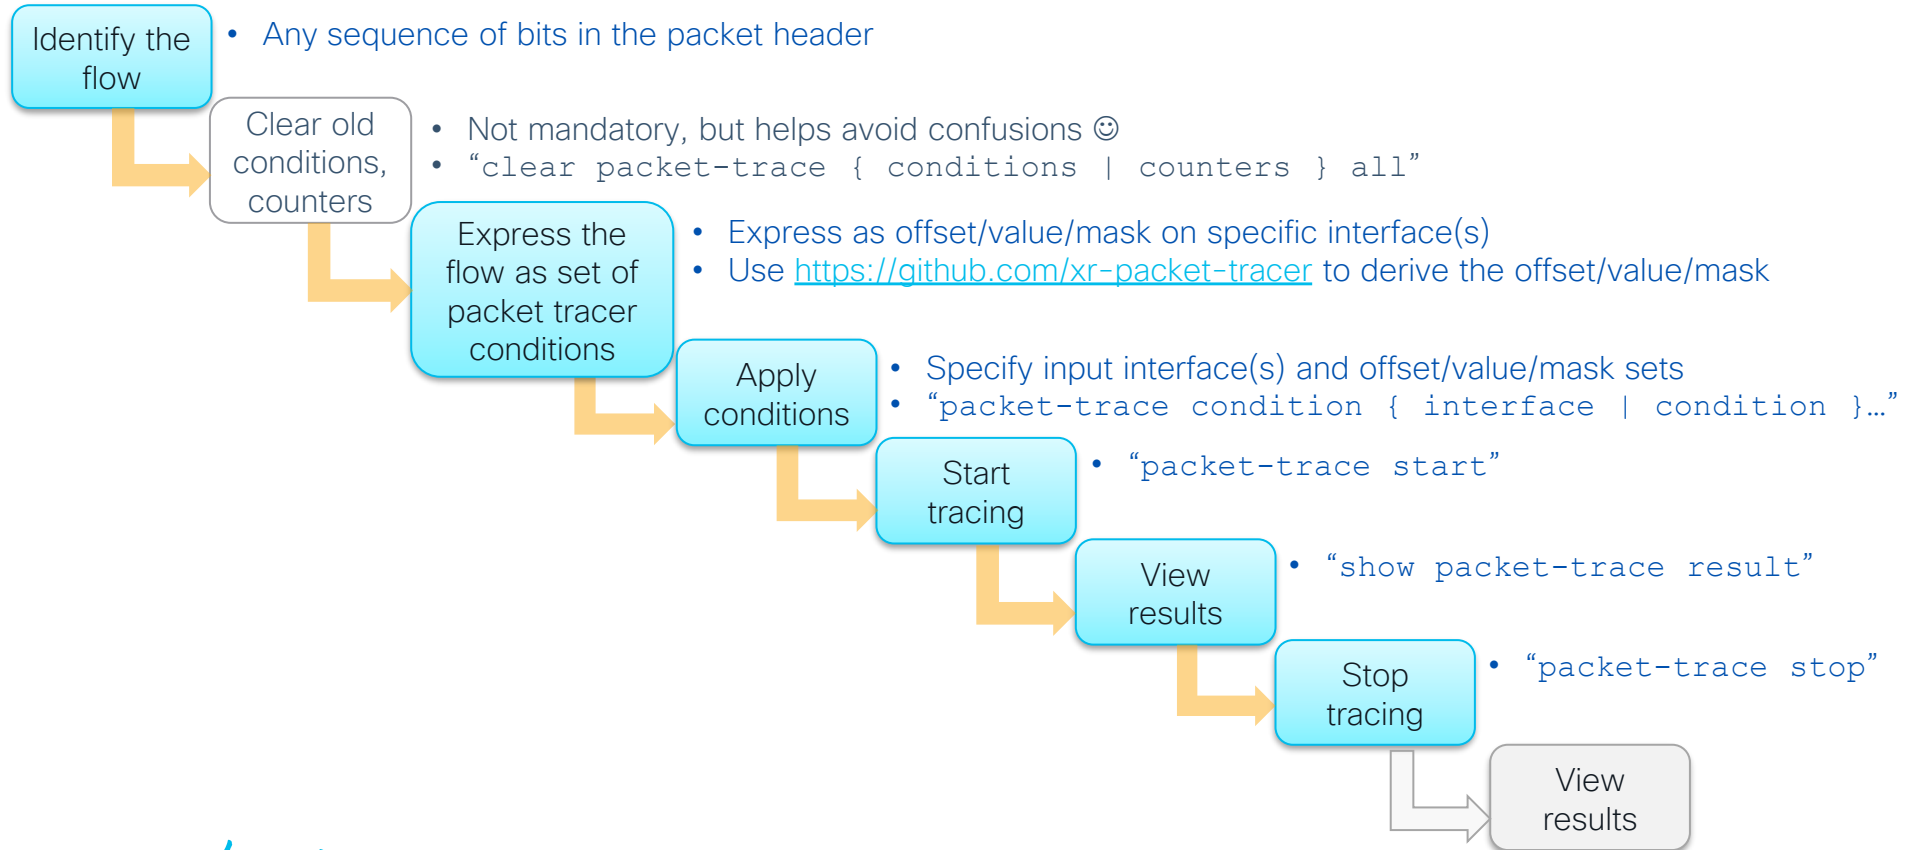 Identify the
flow
• Any sequence of bits in the packet header
Clear old
conditions,
counters
• Not mandatory, but helps avoid confusions ☺
• “clear packet-trace { conditions | counters } all”
Express the
flow as set of
packet tracer
conditions
• Express as offset/value/mask on specific interface(s)
• Use https://github.com/xr-packet-tracer to derive the offset/value/mask
Apply
conditions
• Specify input interface(s) and offset/value/mask sets
• “packet-trace condition { interface | condition }…”
Start
tracing
• “packet-trace start”
View
results
• “show packet-trace result”
Stop
tracing
• “packet-trace stop”
View
results